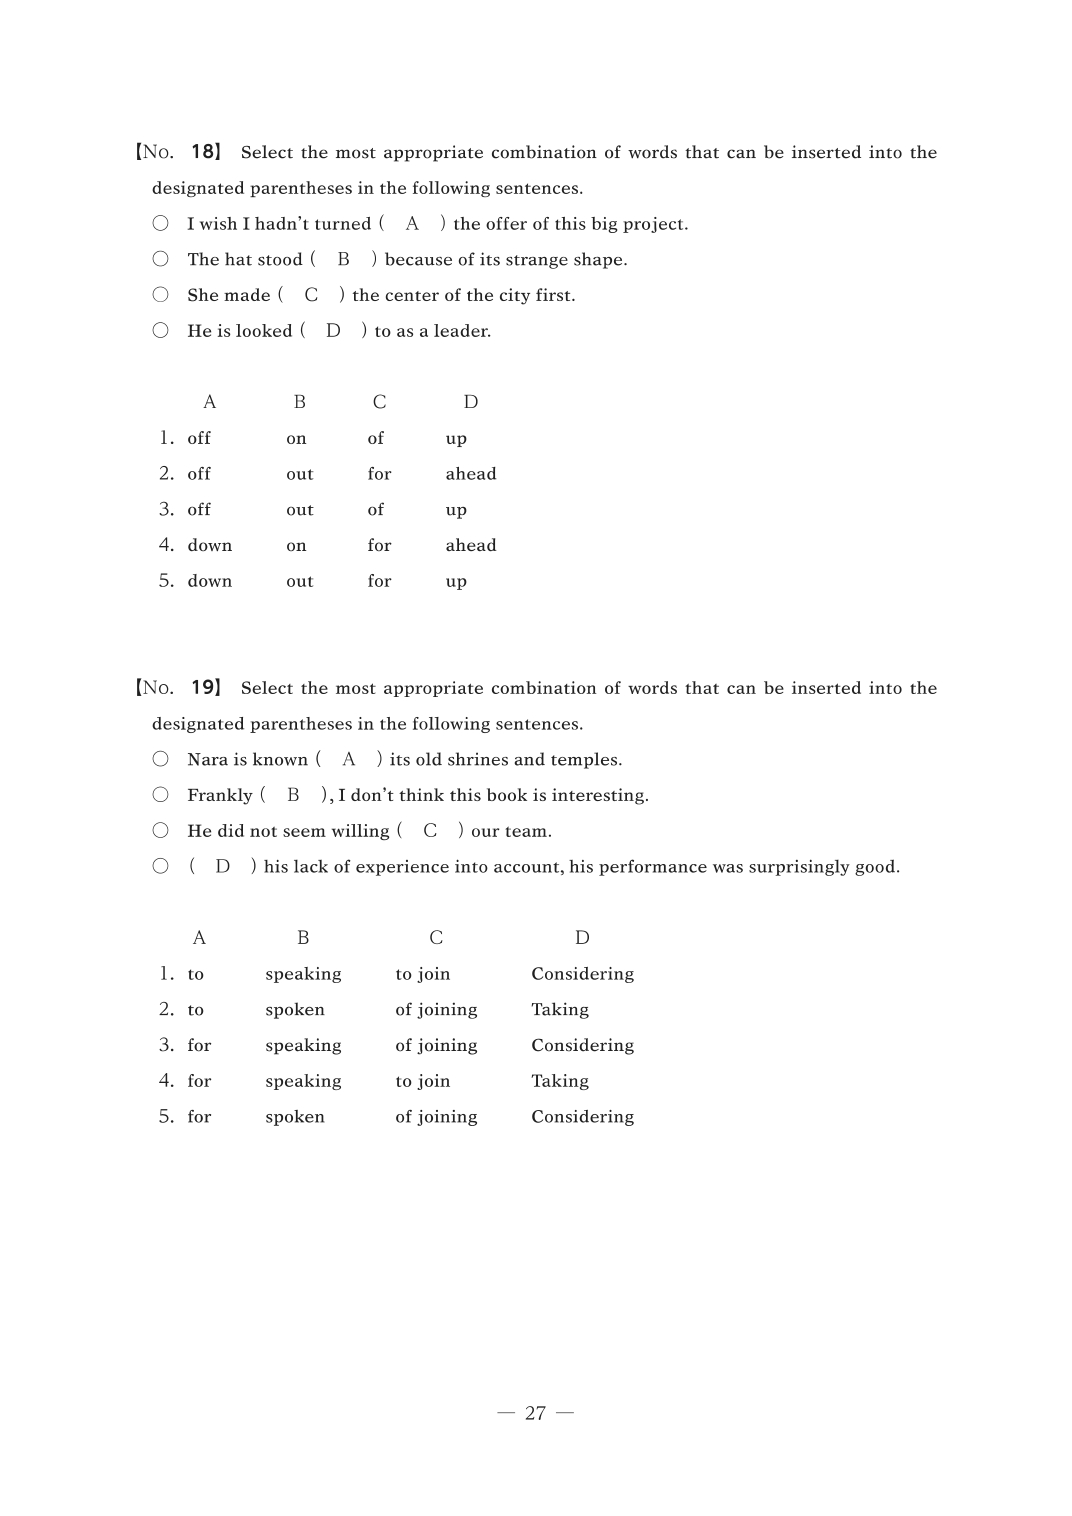 【No. 18】 Select the most appropriate combination of words that can be inserted into the
designated parentheses in the following sentences.
○ I wish I hadn't turned ( A ) the offer of this big project.
○ The hat stood ( B ) because of its strange shape.
○ She made ( C ) the center of the city first.
○ He is looked ( D ) to as a leader.
A B C D
1. off on of up
2. off out for ahead
3. off out of up
4. down on for ahead
5. down out for up
【No. 19】 Select the most appropriate combination of words that can be inserted into the
designated parentheses in the following sentences.
○ Nara is known ( A ) its old shrines and temples.
○ Frankly ( B ), I don't think this book is interesting.
○ He did not seem willing ( C ) our team.
○ ( D ) his lack of experience into account, his performance was surprisingly good.
A B C D
1. to speaking to join Considering
2. to spoken of joining Taking
3. for speaking of joining Considering
4. for speaking to join Taking
5. for spoken of joining Considering
— 27 —